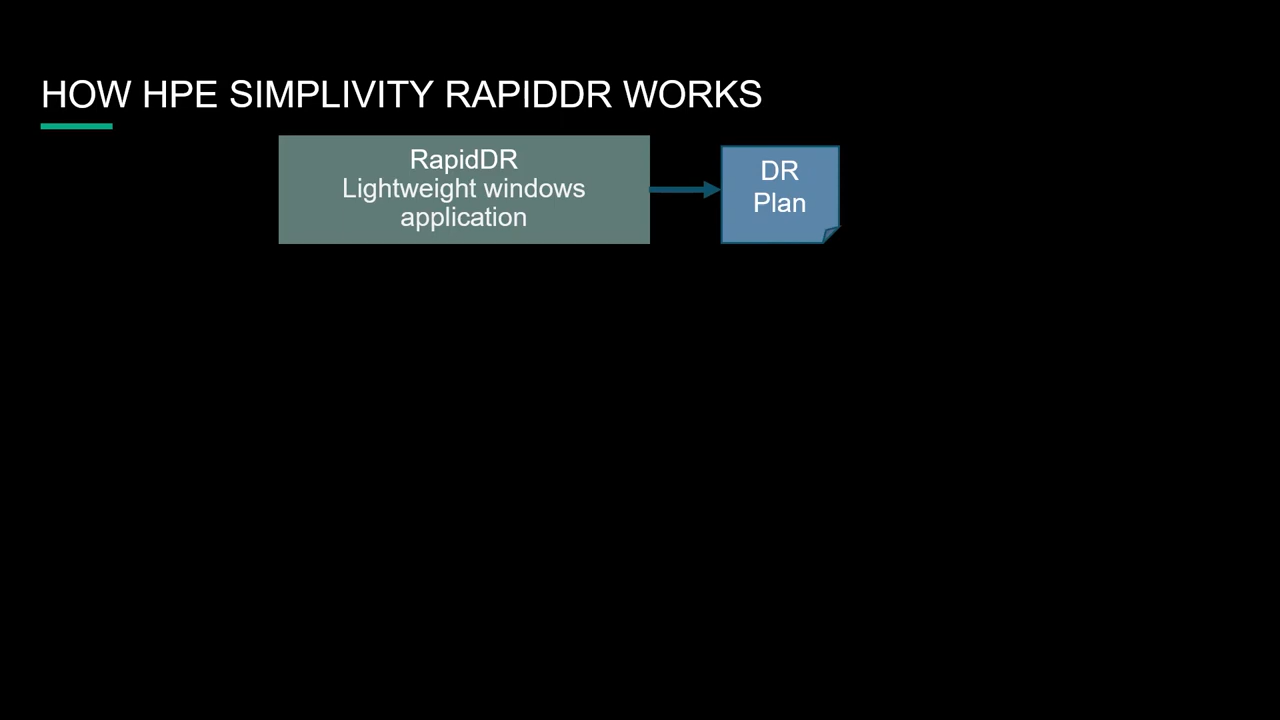 HOW HPE SIMPLIVITY RAPIDDR WORKS
RapidDR
Lightweight windows
application
DR
Plan